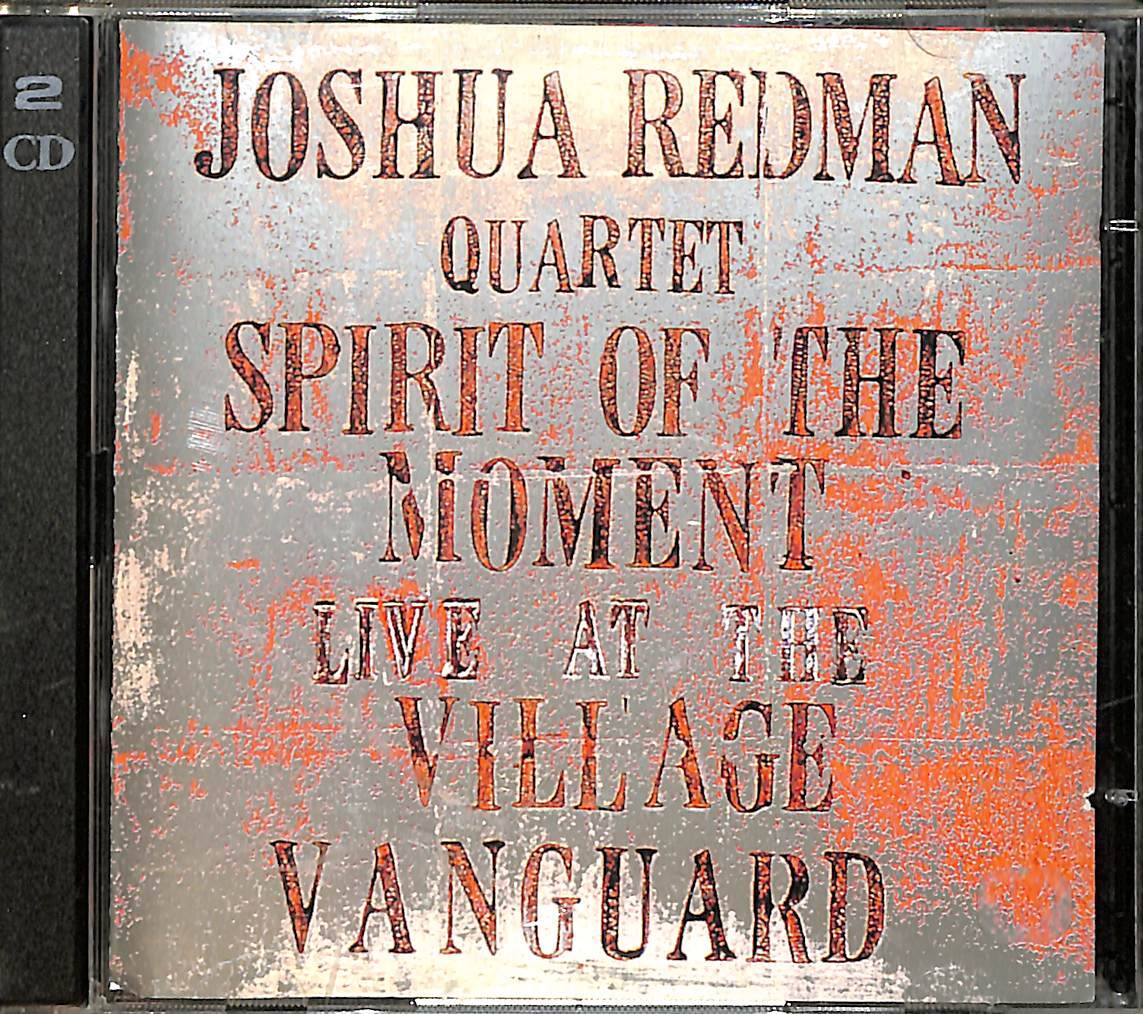 2
CD
JOSHUA REDMAN
QUARTET
SPIRIT OF THE
MOMENT
LIVE AT THE
VILLAGE
VANGUARD